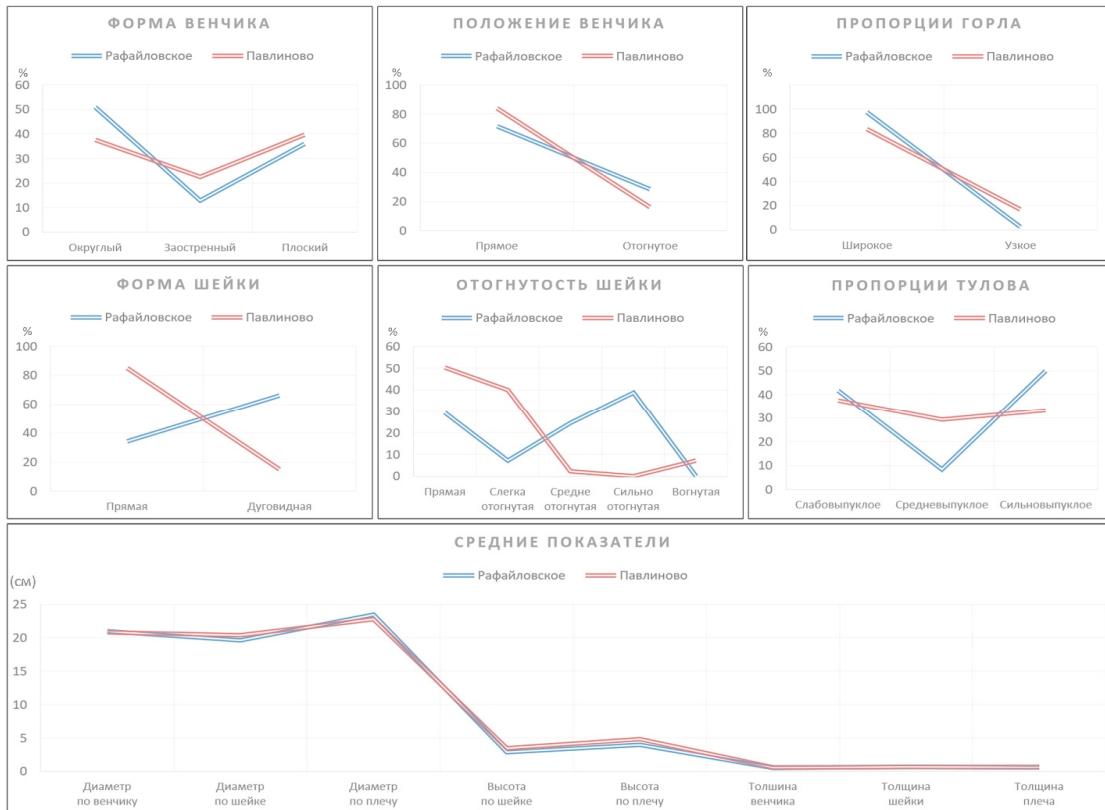 ФОРМА ВЕНЧИКА
Рафайловское Павлиново
%
60
50
40
30
20
10
0
Округлый Заостренный Плоский
ПОЛОЖЕНИЕ ВЕНЧИКА
Рафайловское Павлиново
%
100
80
60
40
20
0
Прямое Отогнутое
ПРОПОРЦИИ ГОРЛА
Рафайловское Павлиново
%
100
80
60
40
20
0
Широкое Узкое
ФОРМА ШЕЙКИ
Рафайловское Павлиново
%
100
80
60
40
20
0
Прямая Дуговидная
ОТОГНУТОСТЬ ШЕЙКИ
Рафайловское Павлиново
%
60
50
40
30
20
10
0
Прямая Слегка Средне Сильно Вогнутая
отогнутая отогнутая отогнутая
ПРОПОРЦИИ ТУЛОВА
Рафайловское Павлиново
%
60
50
40
30
20
10
0
Слабовыпуклое Средневыпуклое Сильновыпуклое
СРЕДНИЕ ПОКАЗАТЕЛИ
Рафайловское Павлиново
(см)
25
20
15
10
5
0
Диаметр Диаметр Диаметр Высота Высота Толшина Толщина Толщина
по венчику по шейке по плечу по шейке по плечу венчика шейки плеча